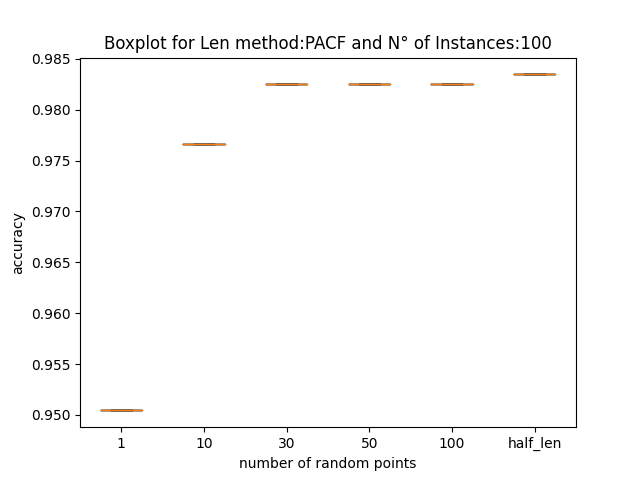 Boxplot for Len method:PACF and N° of Instances:100
0.985
0.980
0.975
0.970
0.965
0.960
0.955
0.950
accuracy
1 10 30 50 100 half_len
number of random points